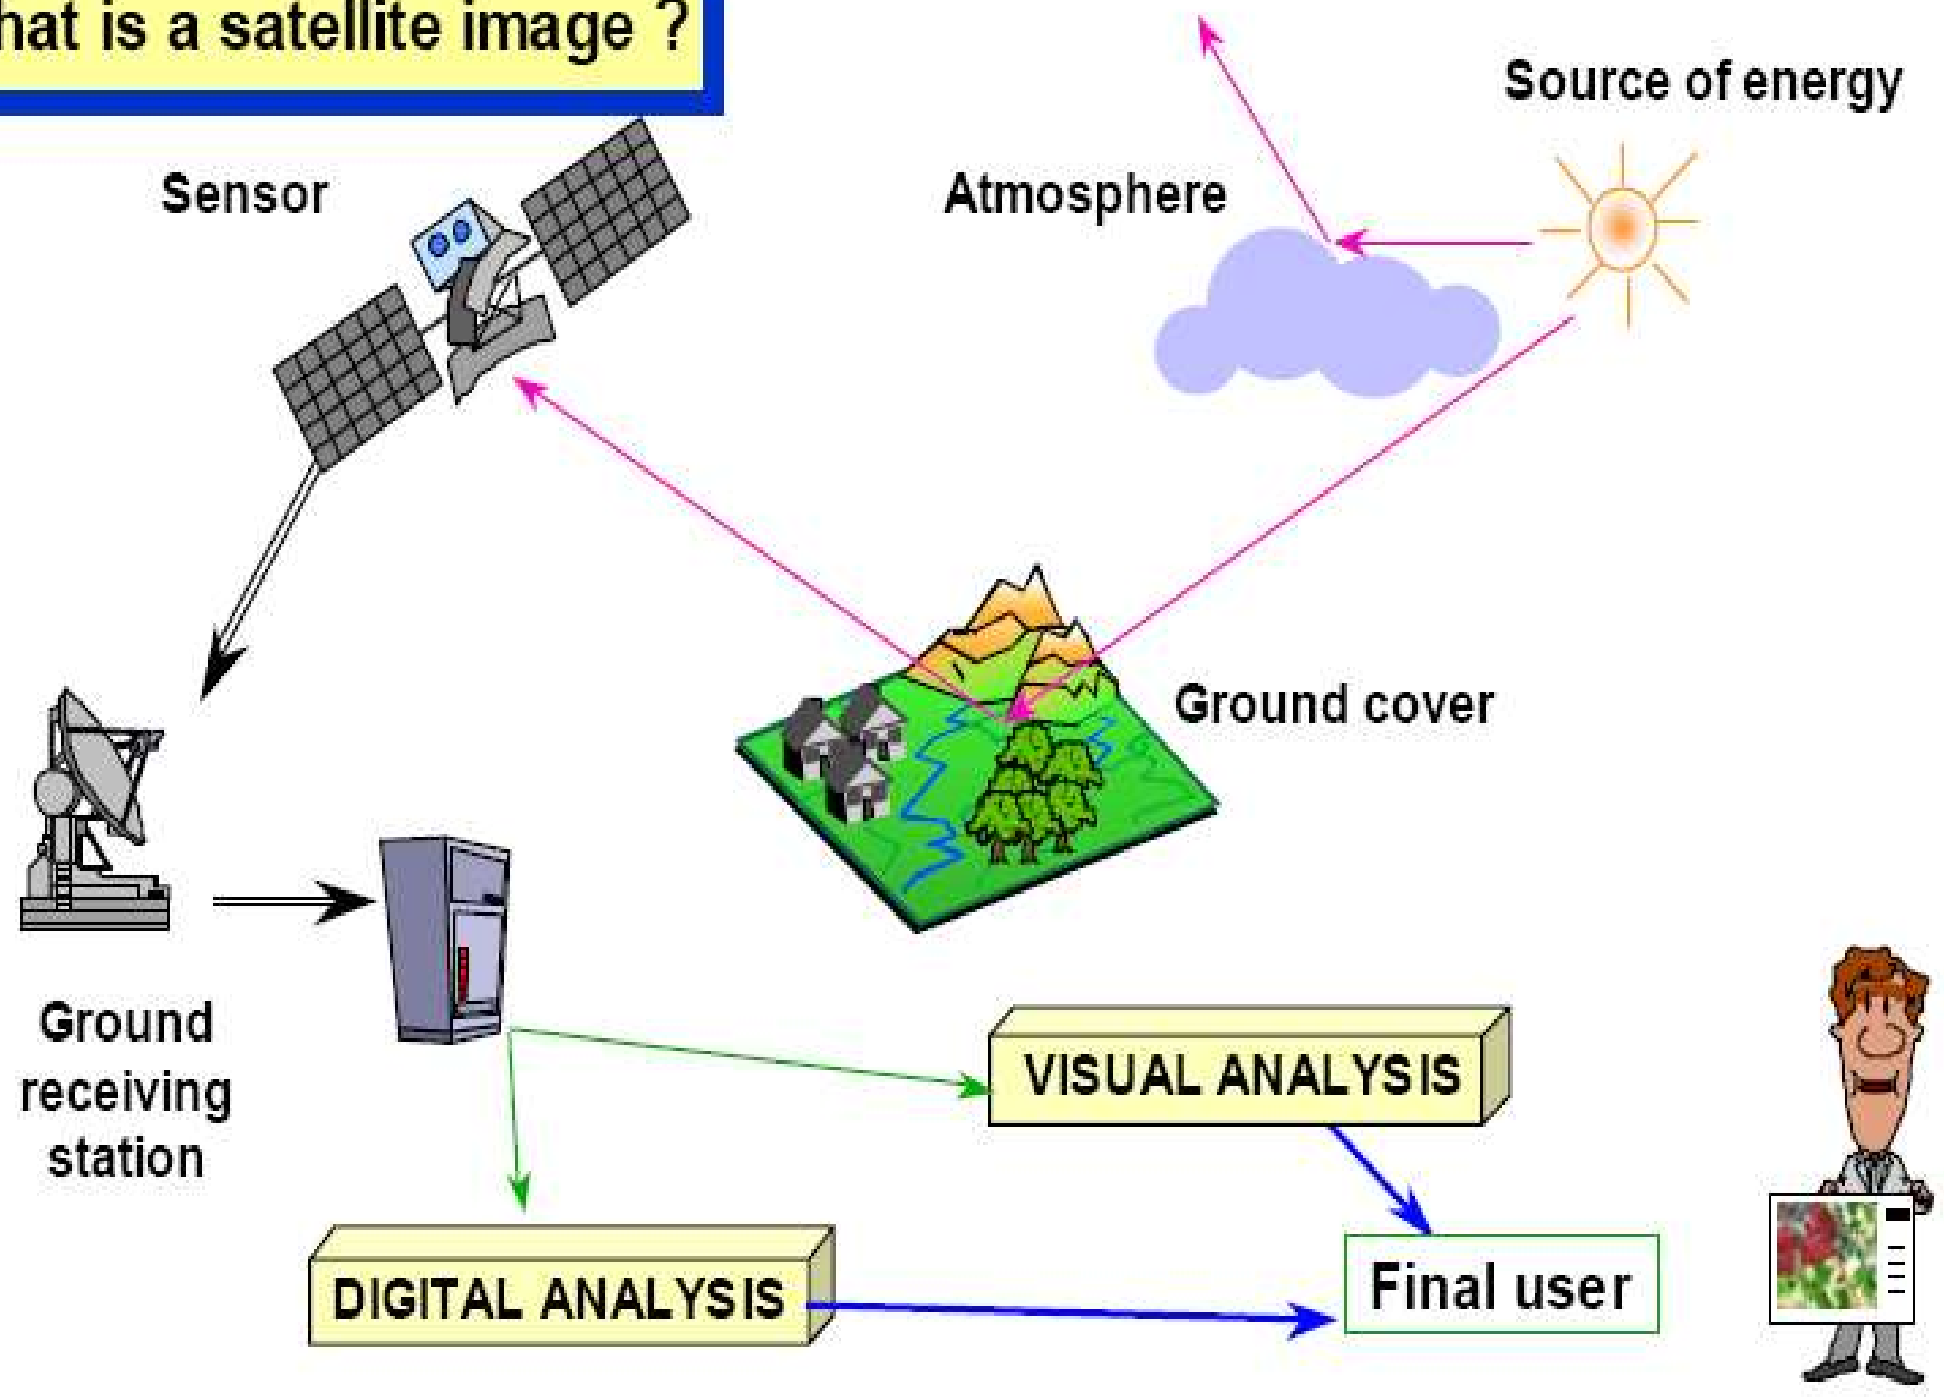 hat is a satellite image ?
Source of energy
Sensor
Atmosphere
Ground cover
Ground
receiving
station
VISUAL ANALYSIS
DIGITAL ANALYSIS
Final user